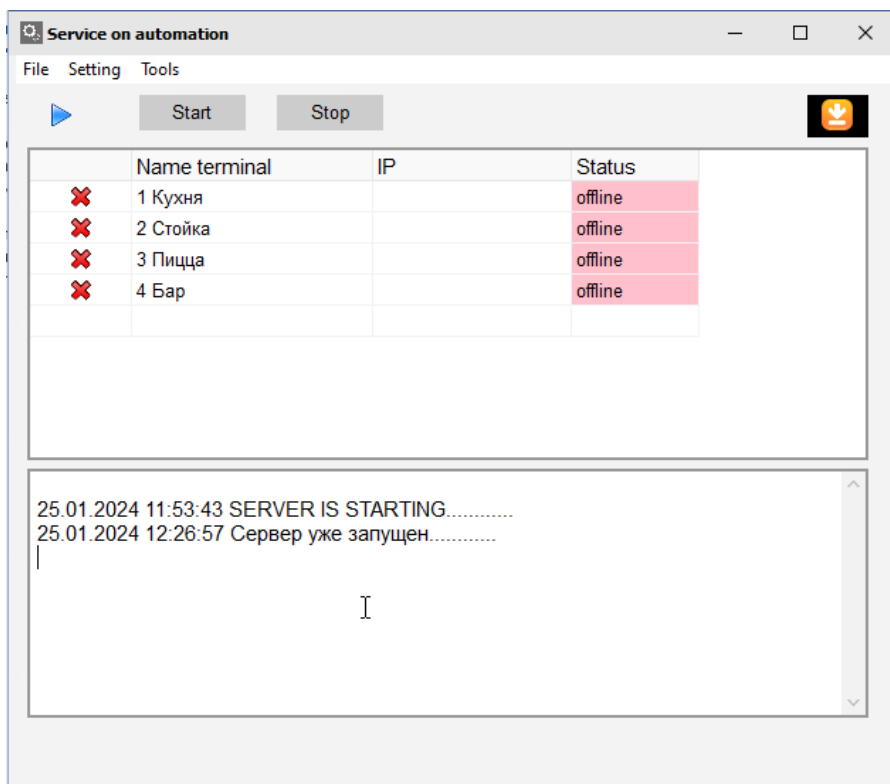 Service on automation
File Setting Tools
Start Stop
Name terminal IP Status
1 Кухня offline
2 Стойка offline
3 Пицца offline
4 Бар offline
25.01.2024 11:53:43 SERVER IS STARTING............
25.01.2024 12:26:57 Сервер уже запущен............